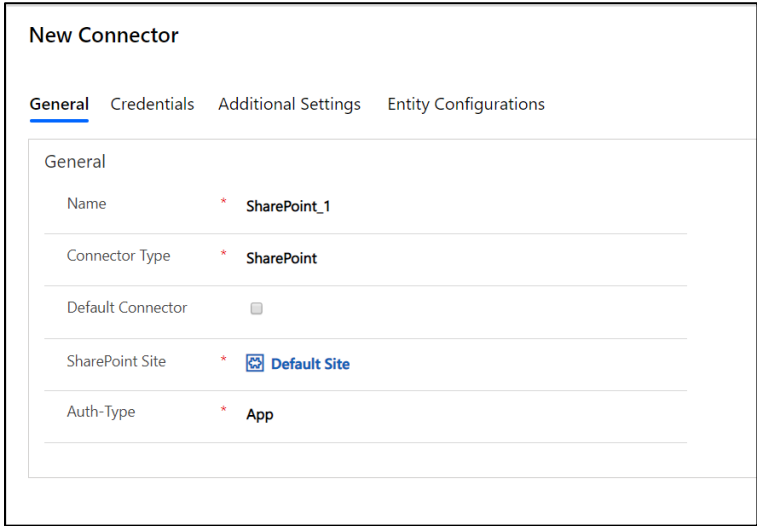 New Connector
General Credentials Additional Settings Entity Configurations
General
Name * SharePoint_1
Connector Type * SharePoint
Default Connector
SharePoint Site * Default Site
Auth-Type * App